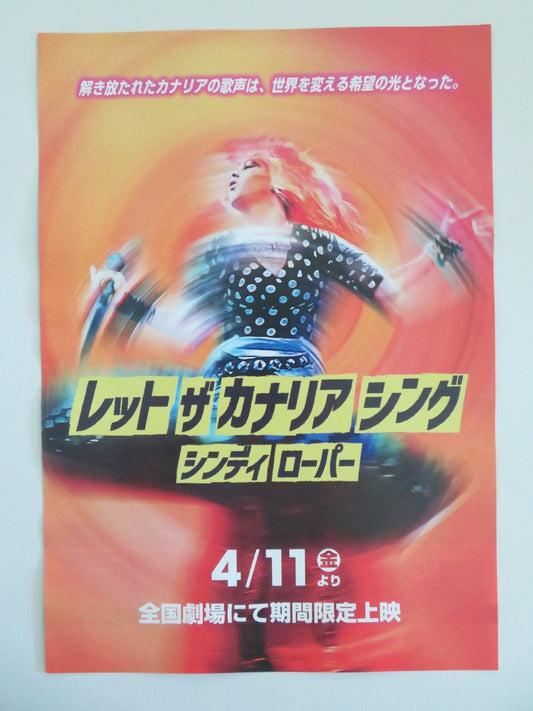 解き放たれたカナリアの歌声は、世界を変える希望の光となった。
レット ザ カナリア シング
シンディ ローパー
4/11 ㊎ より
全国劇場にて期間限定上映